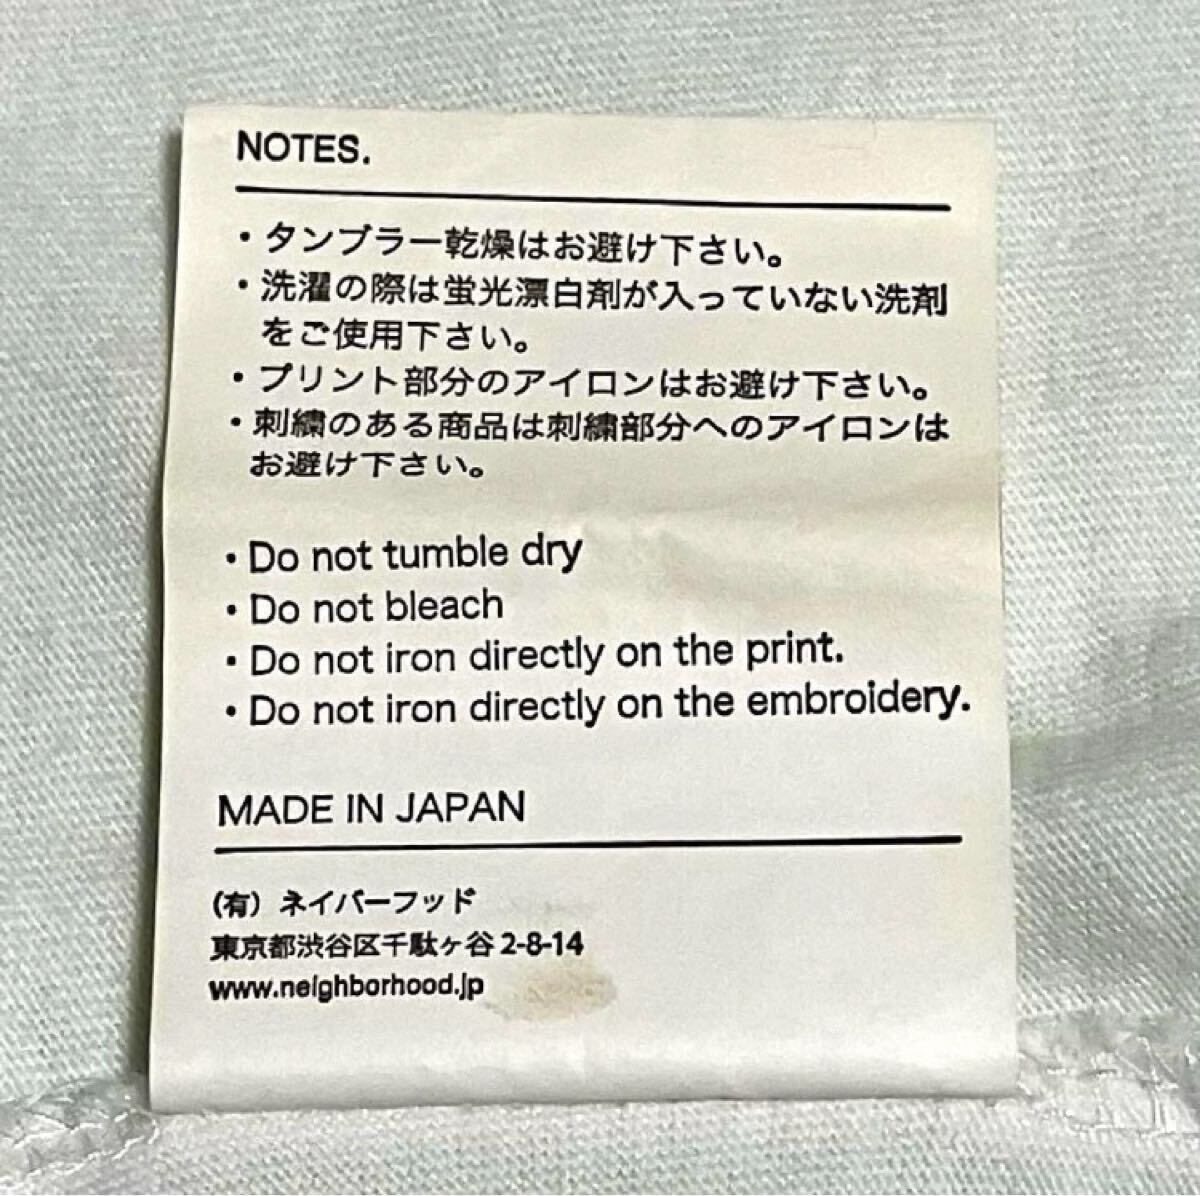 NOTES.
・タンブラー乾燥はお避け下さい。
・洗濯の際は蛍光漂白剤が入っていない洗剤
をご使用下さい。
・プリント部分のアイロンはお避け下さい。
・刺繍のある商品は刺繍部分へのアイロンは
お避け下さい。
・Do not tumble dry
・Do not bleach
・Do not iron directly on the print.
・Do not iron directly on the embroidery.
MADE IN JAPAN
(有) ネイバーフッド
東京都渋谷区千駄ヶ谷 2-8-14
www.neighborhood.jp